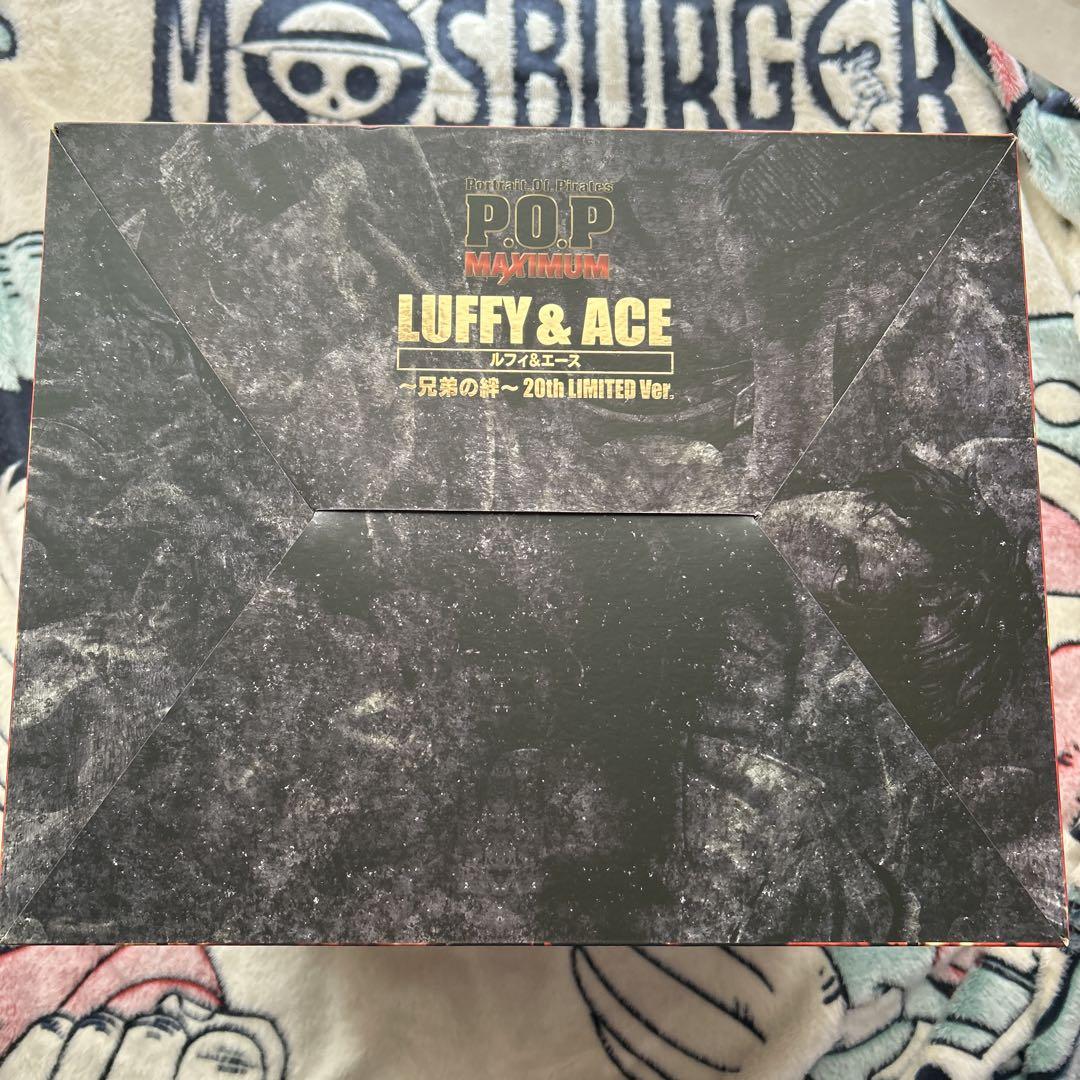 MOSBURGER
Portrait.Of.Pirates
P.O.P
MAXIMUM
LUFFY & ACE
ルフィ&エース
～兄弟の絆～ 20th LIMITED Ver.